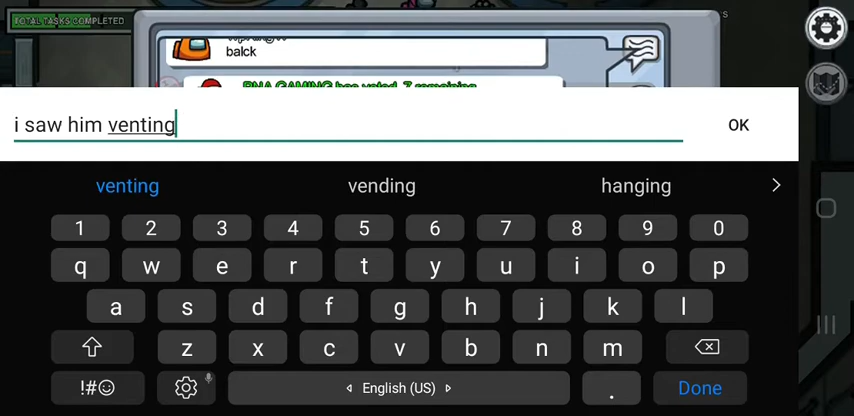 TOTAL TASKS COMPLETED
balck
RNA GAMING has voted. 7 remaining.
i saw him venting
OK
venting vending hanging
1 2 3 4 5 6 7 8 9 0
q w e r t y u i o p
a s d f g h j k l
z x c v b n m
!#☺ English (US) . Done